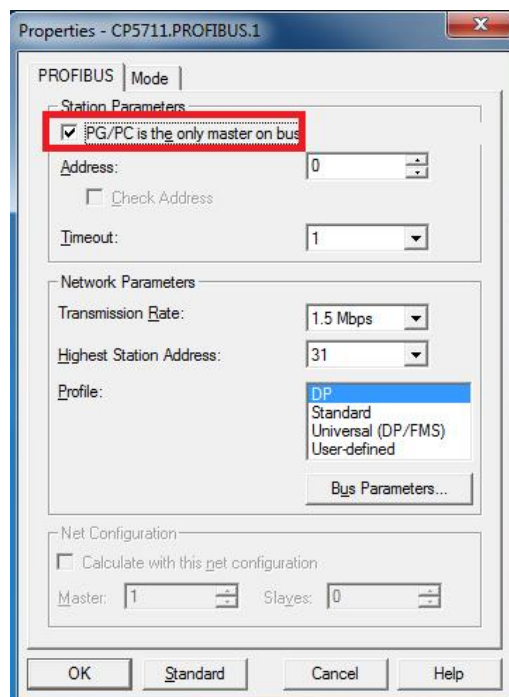 Properties - CP5711.PROFIBUS.1
PROFIBUS Mode
Station Parameters
PG/PC is the only master on bus
Address: 0
Check Address
Timeout: 1
Network Parameters
Transmission Rate: 1.5 Mbps
Highest Station Address: 31
Profile: DP
Standard
Universal (DP/FMS)
User-defined
Bus Parameters...
Net Configuration
Calculate with this net configuration
Master: 1 Slaves: 0
OK Standard Cancel Help